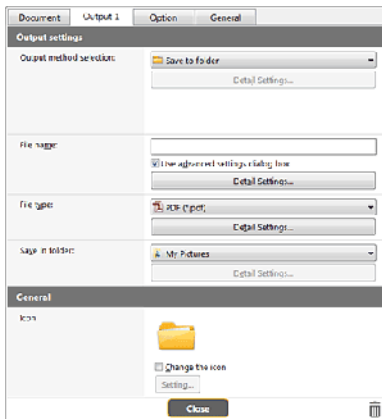 Document Output 1 Option General
Output settings
Output method selection: Save to folder
Detail Settings...
File name:
Use advanced settings dialog box
Detail Settings...
File type: PDF (*.pdf)
Detail Settings...
Save in folder: My Pictures
Detail Settings...
General
Icon
Change the icon
Setting...
Close